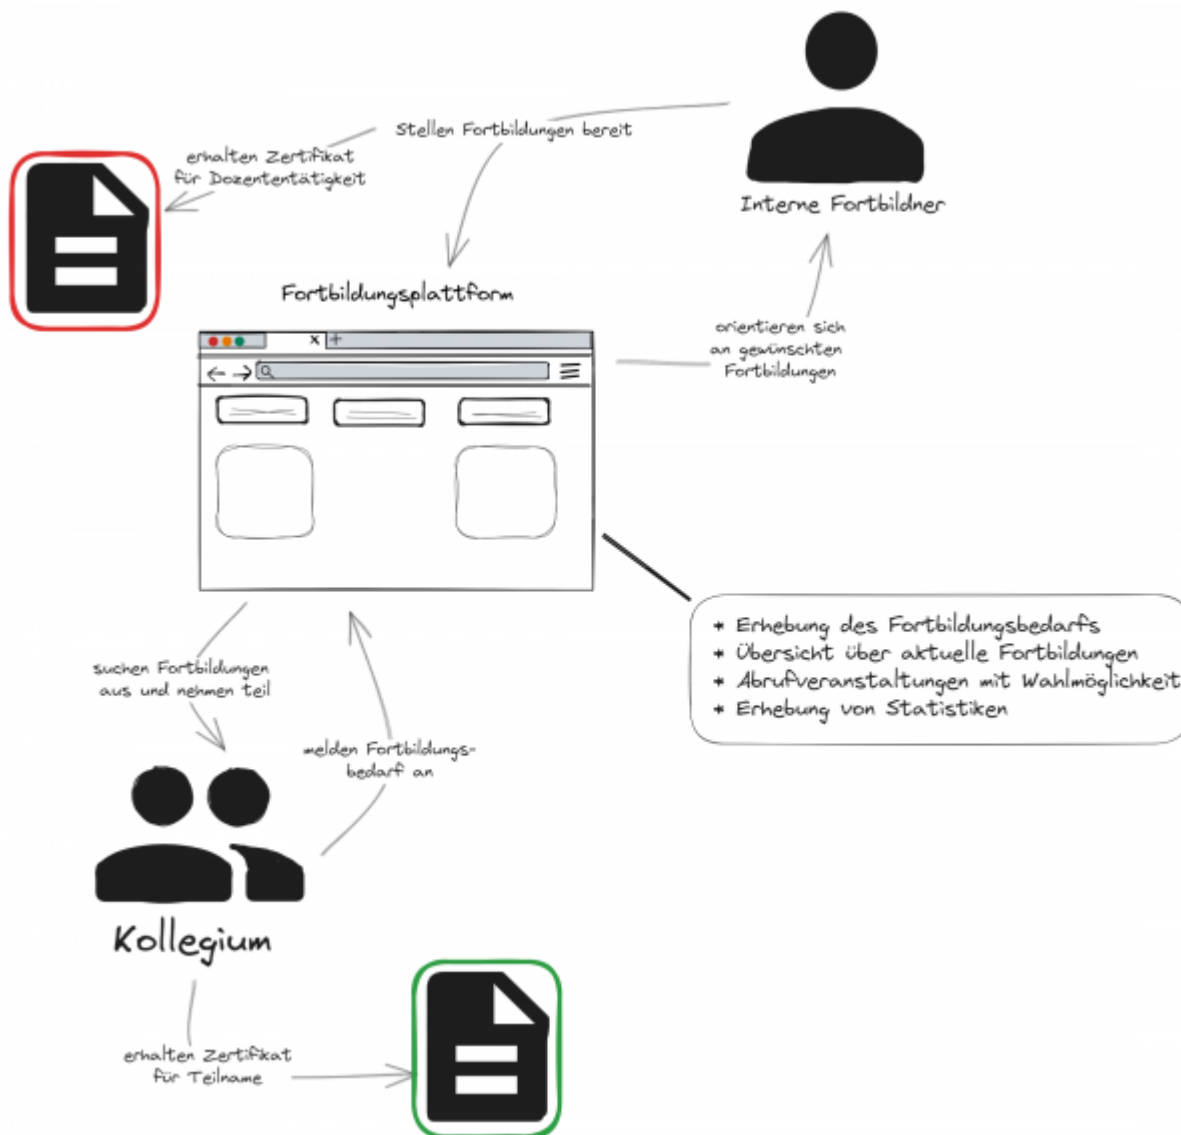 Stellen Fortbildungen bereit
erhalten Zertifikat
für Dozententätigkeit
Interne Fortbildner
Fortbildungsplattform
x +
orientieren sich
an gewünschten
Fortbildungen
* Erhebung des Fortbildungsbedarfs
* Übersicht über aktuelle Fortbildungen
* Abrufveranstaltungen mit Wahlmöglichkeit
* Erhebung von Statistiken
suchen Fortbildungen
aus und nehmen teil
melden Fortbildungs-
bedarf an
Kollegium
erhalten Zertifikat
für Teilname